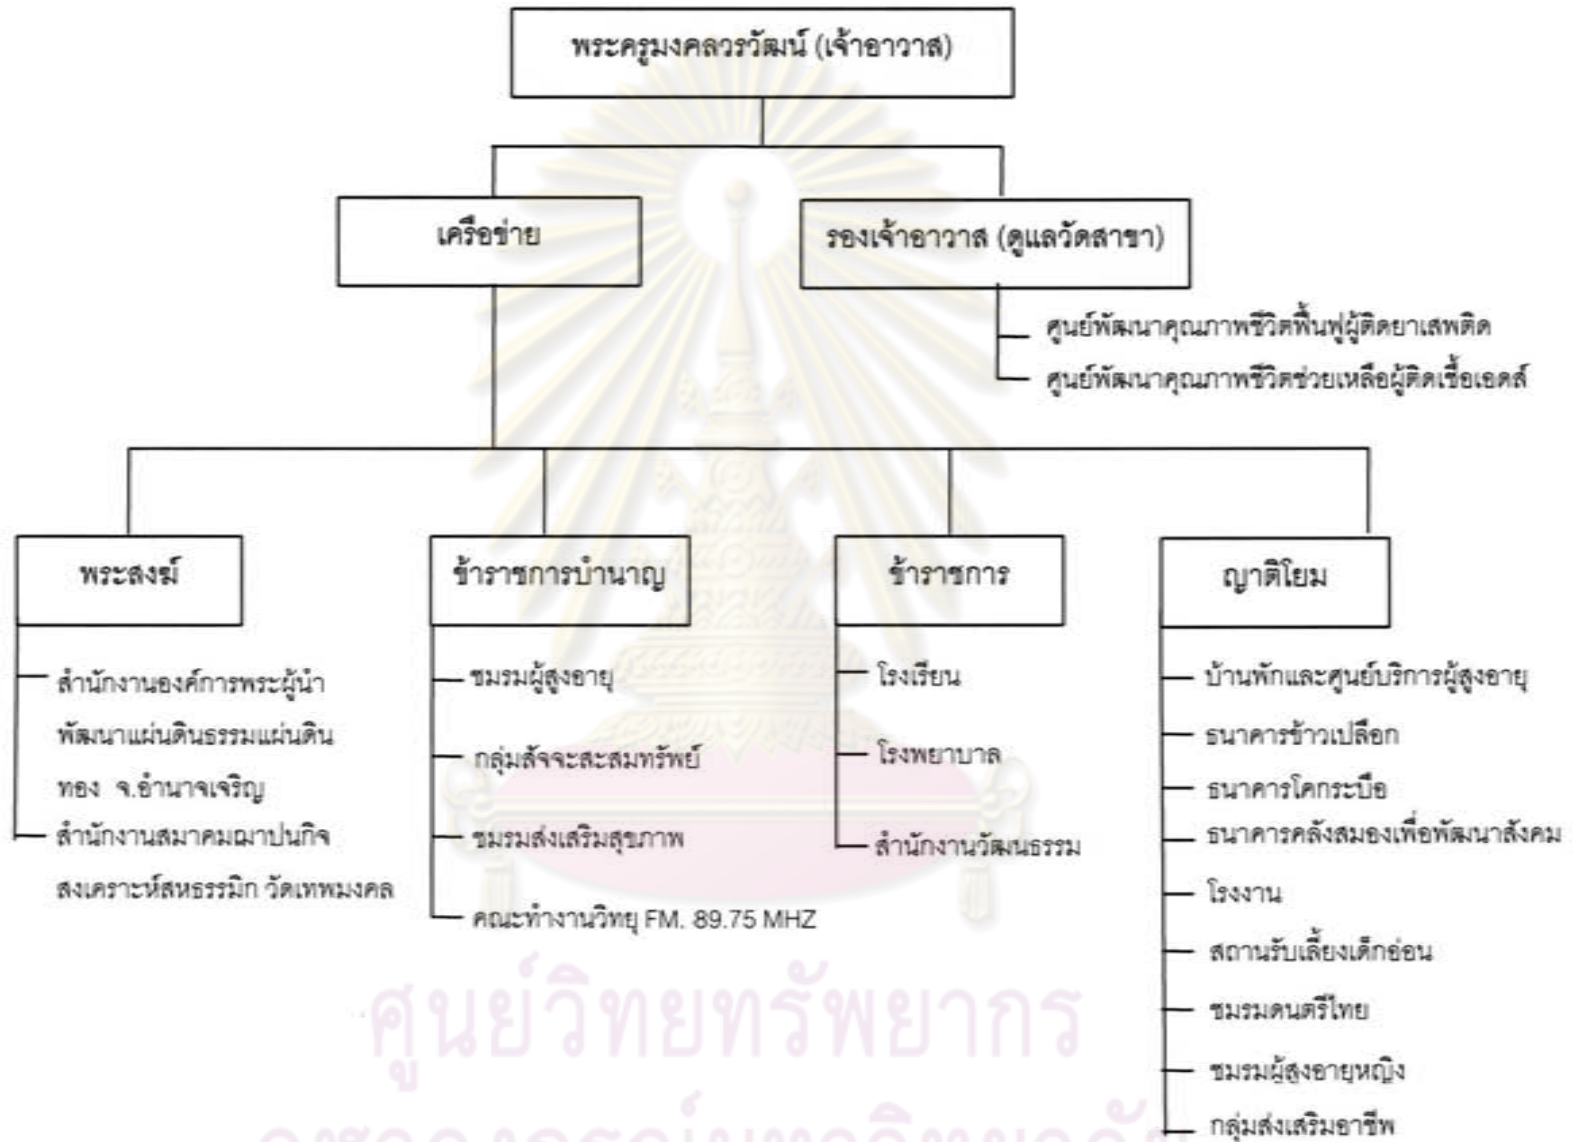 พระครูมงคลวรวัฒน์ (เจ้าอาวาส)
เครือข่าย
รองเจ้าอาวาส (ดูแลวัดสาขา)
ศูนย์พัฒนาคุณภาพชีวิตฟื้นฟูผู้ติดยาเสพติด
ศูนย์พัฒนาคุณภาพชีวิตช่วยเหลือผู้ติดเชื้อเอดส์
พระสงฆ์
สำนักงานองค์การพระผู้นำ
พัฒนาแผ่นดินธรรมแผ่นดิน
ทอง จ.อำนาจเจริญ
สำนักงานสมาคมฌาปนกิจ
สงเคราะห์สหธรรมิก วัดเทพมงคล
ข้าราชการบำนาญ
ชมรมผู้สูงอายุ
กลุ่มสัจจะสะสมทรัพย์
ชมรมส่งเสริมสุขภาพ
คณะทำงานวิทยุ FM. 89.75 MHZ
ข้าราชการ
โรงเรียน
โรงพยาบาล
สำนักงานวัฒนธรรม
ญาติโยม
บ้านพักและศูนย์บริการผู้สูงอายุ
ธนาคารข้าวเปลือก
ธนาคารโคกระบือ
ธนาคารคลังสมองเพื่อพัฒนาสังคม
โรงงาน
สถานรับเลี้ยงเด็กอ่อน
ชมรมดนตรีไทย
ชมรมผู้สูงอายุหญิง
กลุ่มส่งเสริมอาชีพ
ศูนย์วิทยทรัพยากร
จุฬาลงกรณ์มหาวิทยาลัย